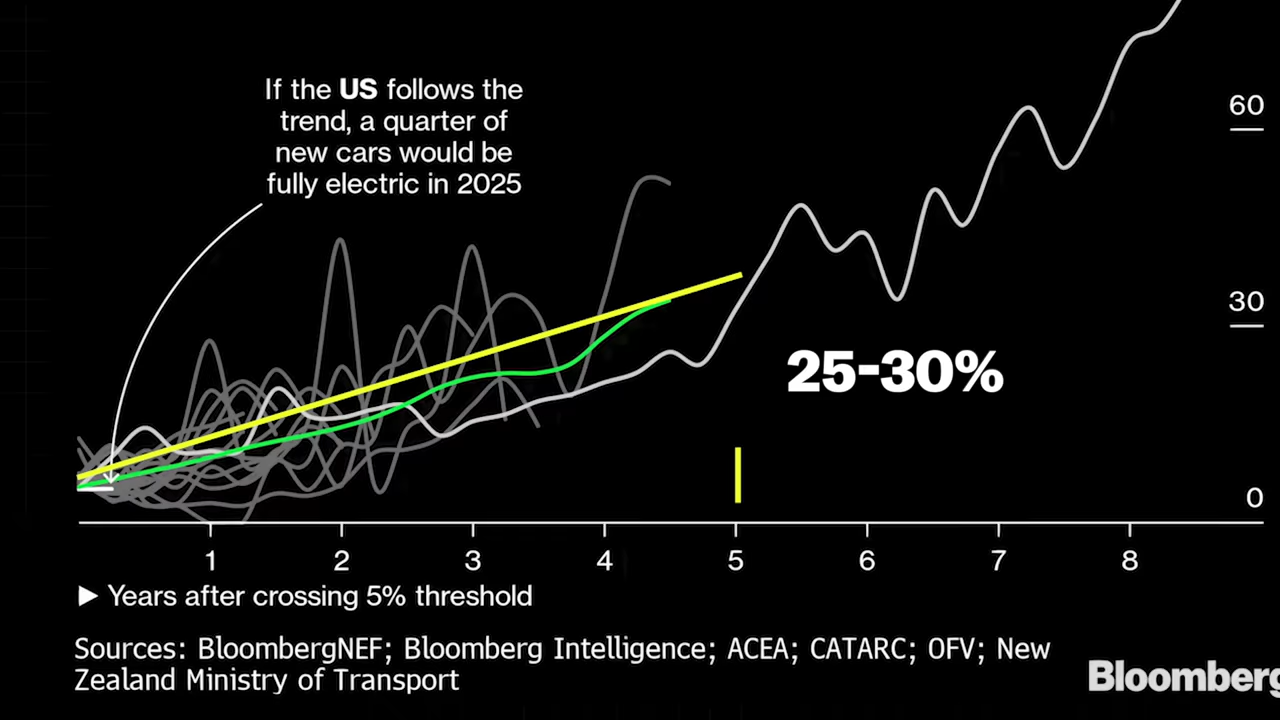 If the US follows the
trend, a quarter of
new cars would be
fully electric in 2025
60
30
25-30%
0
1 2 3 4 5 6 7 8
▶ Years after crossing 5% threshold
Sources: BloombergNEF; Bloomberg Intelligence; ACEA; CATARC; OFV; New
Zealand Ministry of Transport
Bloomberg